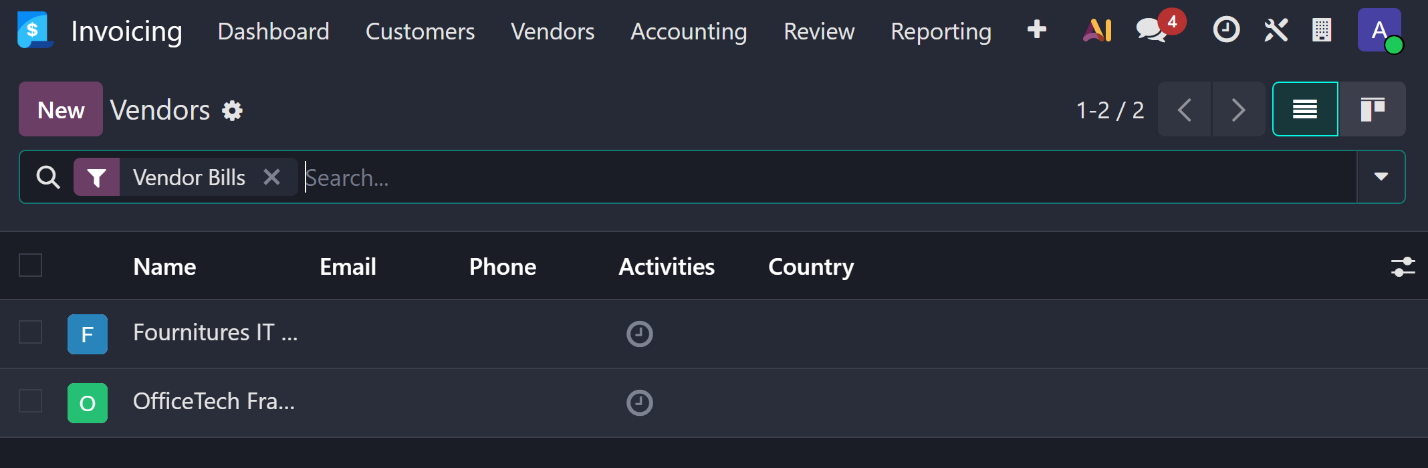 Invoicing Dashboard Customers Vendors Accounting Review Reporting AI 4 A
New Vendors 1-2 / 2
Vendor Bills Search...
Name Email Phone Activities Country
F Fournitures IT ...
O OfficeTech Fra...